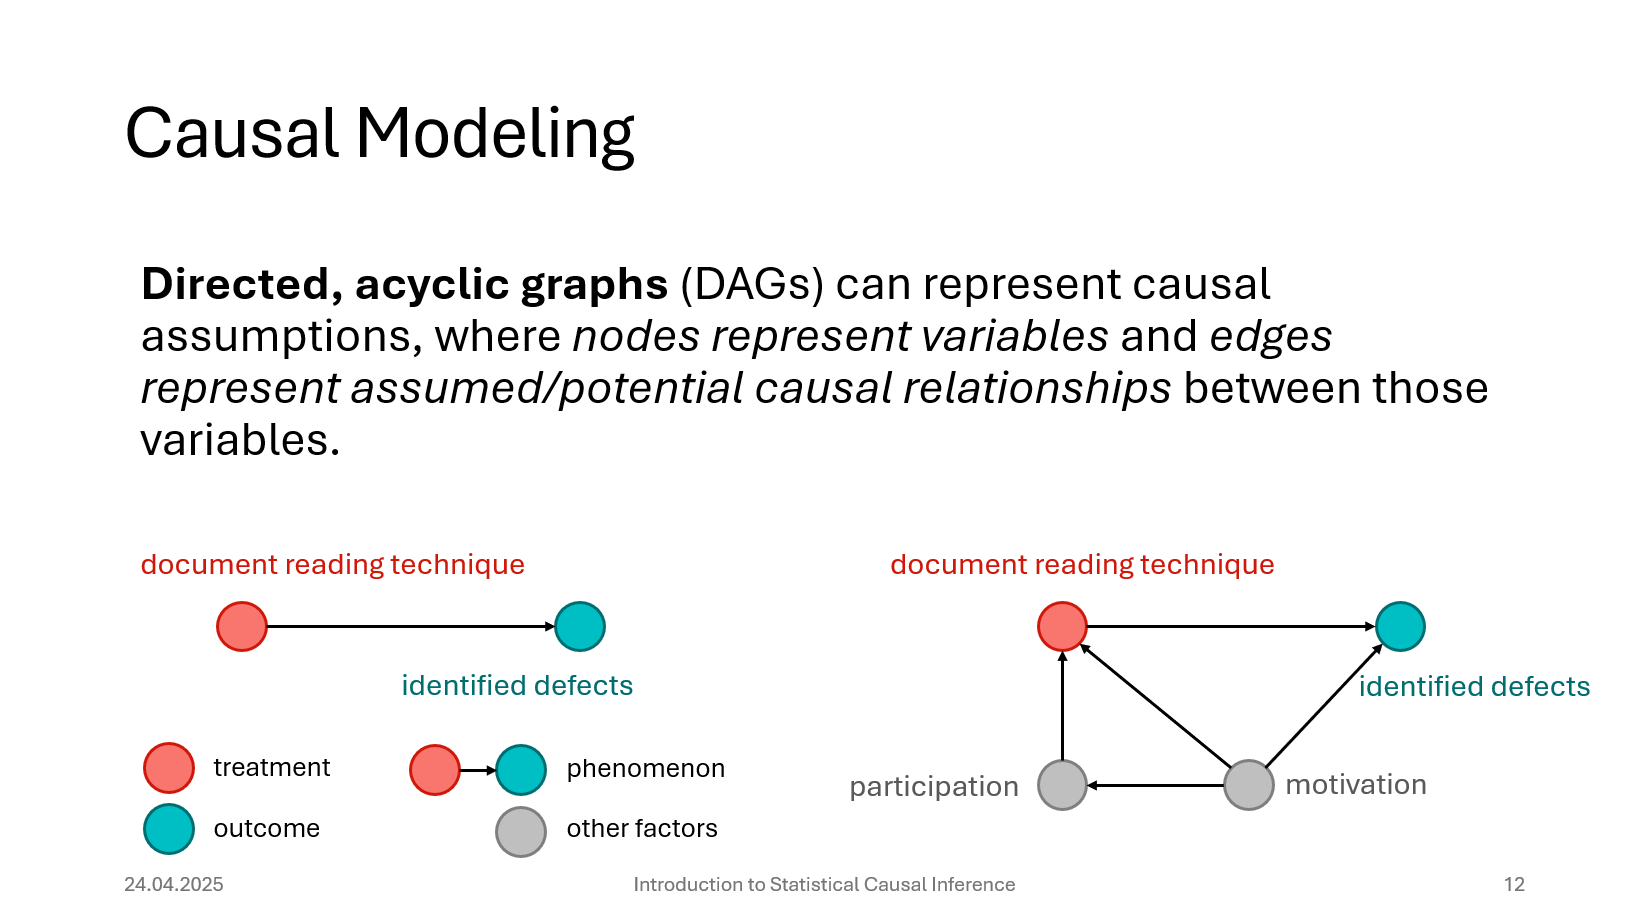 Causal Modeling
Directed, acyclic graphs (DAGs) can represent causal
assumptions, where nodes represent variables and edges
represent assumed/potential causal relationships between those
variables.
document reading technique
identified defects
treatment
phenomenon
outcome
other factors
document reading technique
identified defects
participation
motivation
24.04.2025
Introduction to Statistical Causal Inference
12